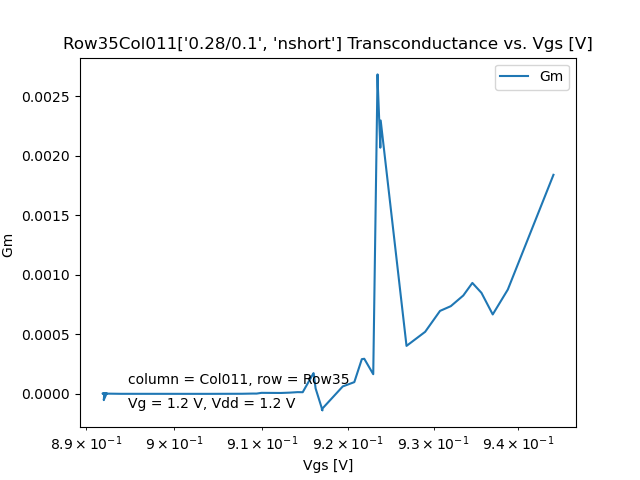 Row35Col011['0.28/0.1', 'nshort'] Transconductance vs. Vgs [V]
Gm
0.0025
0.0020
0.0015
0.0010
0.0005
0.0000
Gm
column = Col011, row = Row35
Vg = 1.2 V, Vdd = 1.2 V
8.9 × 10⁻¹ 9 × 10⁻¹ 9.1 × 10⁻¹ 9.2 × 10⁻¹ 9.3 × 10⁻¹ 9.4 × 10⁻¹
Vgs [V]